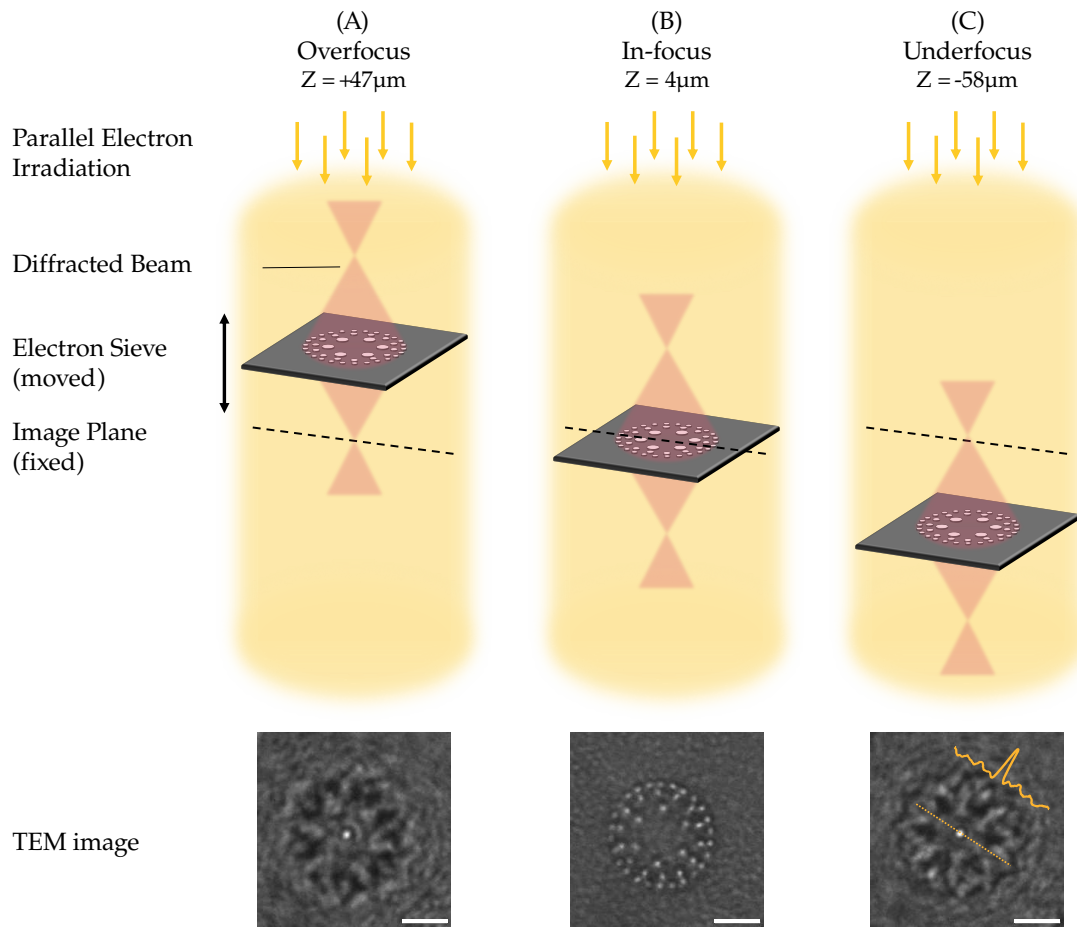 (A)
Overfocus
Z = +47μm
(B)
In-focus
Z = 4μm
(C)
Underfocus
Z = -58μm
Parallel Electron
Irradiation
Diffracted Beam
Electron Sieve
(moved)
Image Plane
(fixed)
TEM image